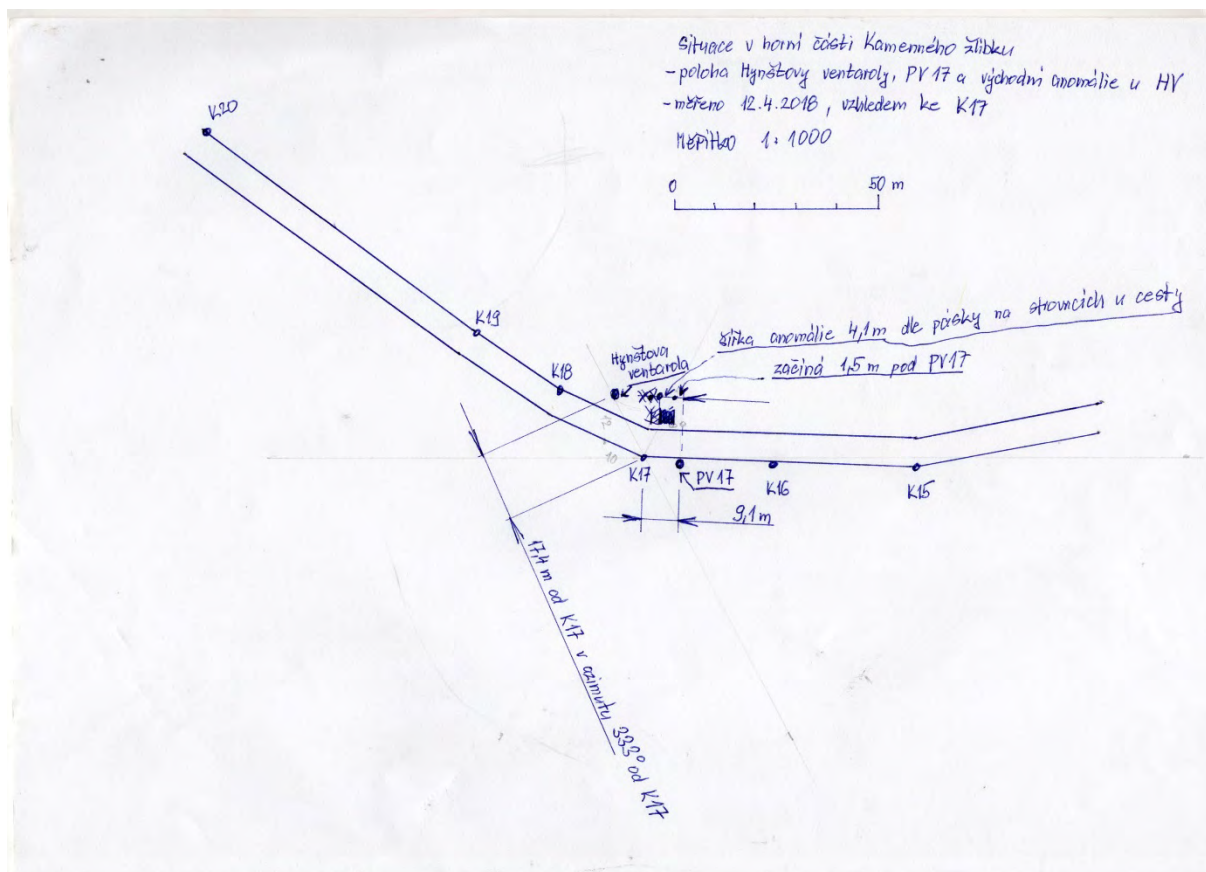 Situace v horní části Kamenného žlíbku
- poloha Hynštovy ventaroly, PV 17 a východní anomálie u HV
- měřeno 12.4.2018, vzhledem ke K17
Měřítko 1:1000
0 50 m
K20
K19
K18
Hynštova
ventarola
šířka anomálie 4,1m dle pásky na stromcích u cesty
začíná 1,5 m pod PV17
K17
PV17
K16
K15
9,1m
17,4 m od K17 v azimutu 333° od K17